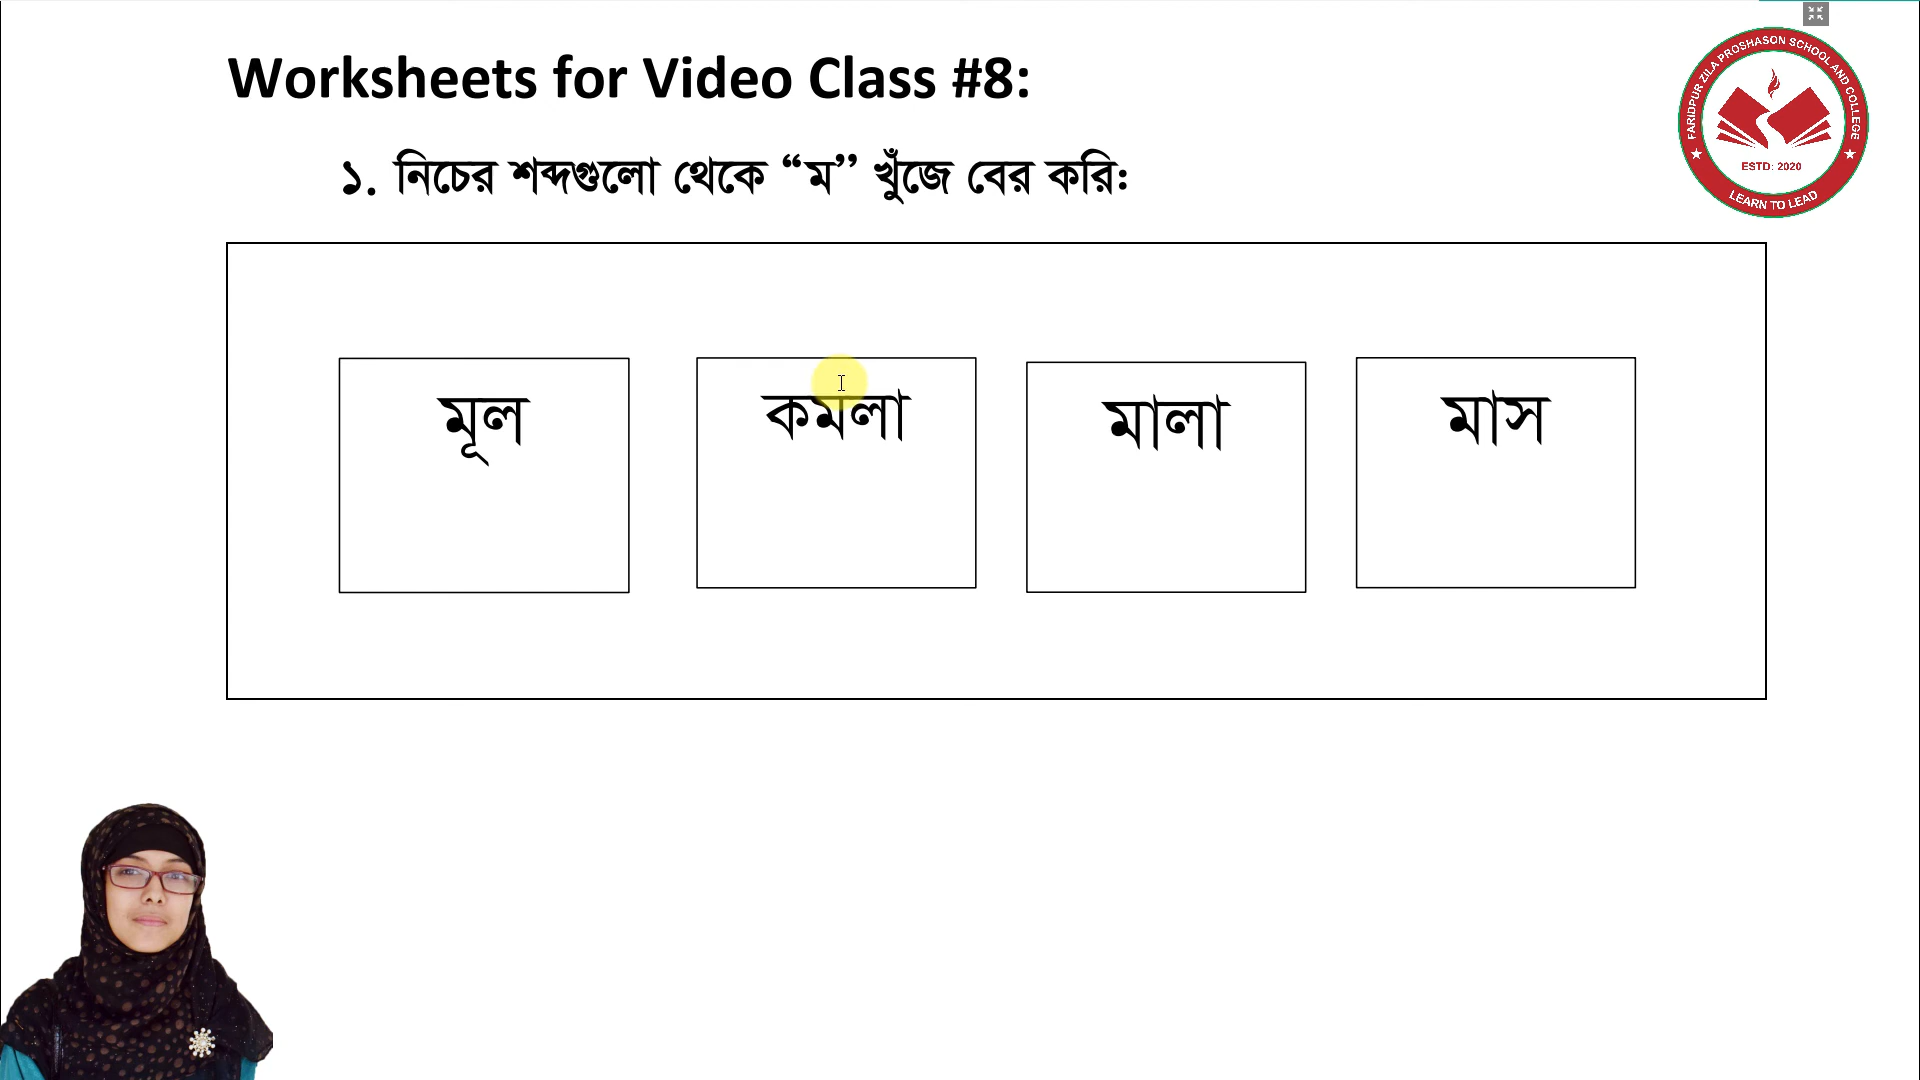 Worksheets for Video Class #8:
১. নিচের শব্দগুলো থেকে “ম” খুঁজে বের করি:
মূল
কমলা
মালা
মাস
FARIDPUR ZILA PROSHASON SCHOOL AND COLLEGE
ESTD: 2020
LEARN TO LEAD